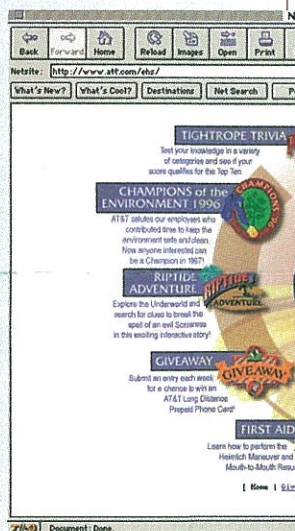 N
Back Forward Home Reload Images Open Print
Netsite: http://www.att.com/ehs/
What's New? What's Cool? Destinations Net Search
TIGHTROPE TRIVIA
Test your knowledge in a variety
of categories and see if your
score qualifies for the Top Ten.
CHAMPIONS of the
ENVIRONMENT 1996
CHAMPIONS '96
AT&T salutes our employees who
contributed time to keep the
environment safe and clean.
Now anyone interested can
be a Champion in 1997!
RIPTIDE
ADVENTURE
RIPTIDE
ADVENTURE
Explore the Underworld and
search for clues to break the
spell of an evil Sorceress
in this exciting interactive story!
GIVEAWAY
GIVEAWAY
Submit an entry each week
for a chance to win an
AT&T Long Distance
Prepaid Phone Card!
FIRST AID
Learn how to perform the
Heimlich Maneuver and
Mouth-to-Mouth Resu
[ Home | Giv
Document: Done.